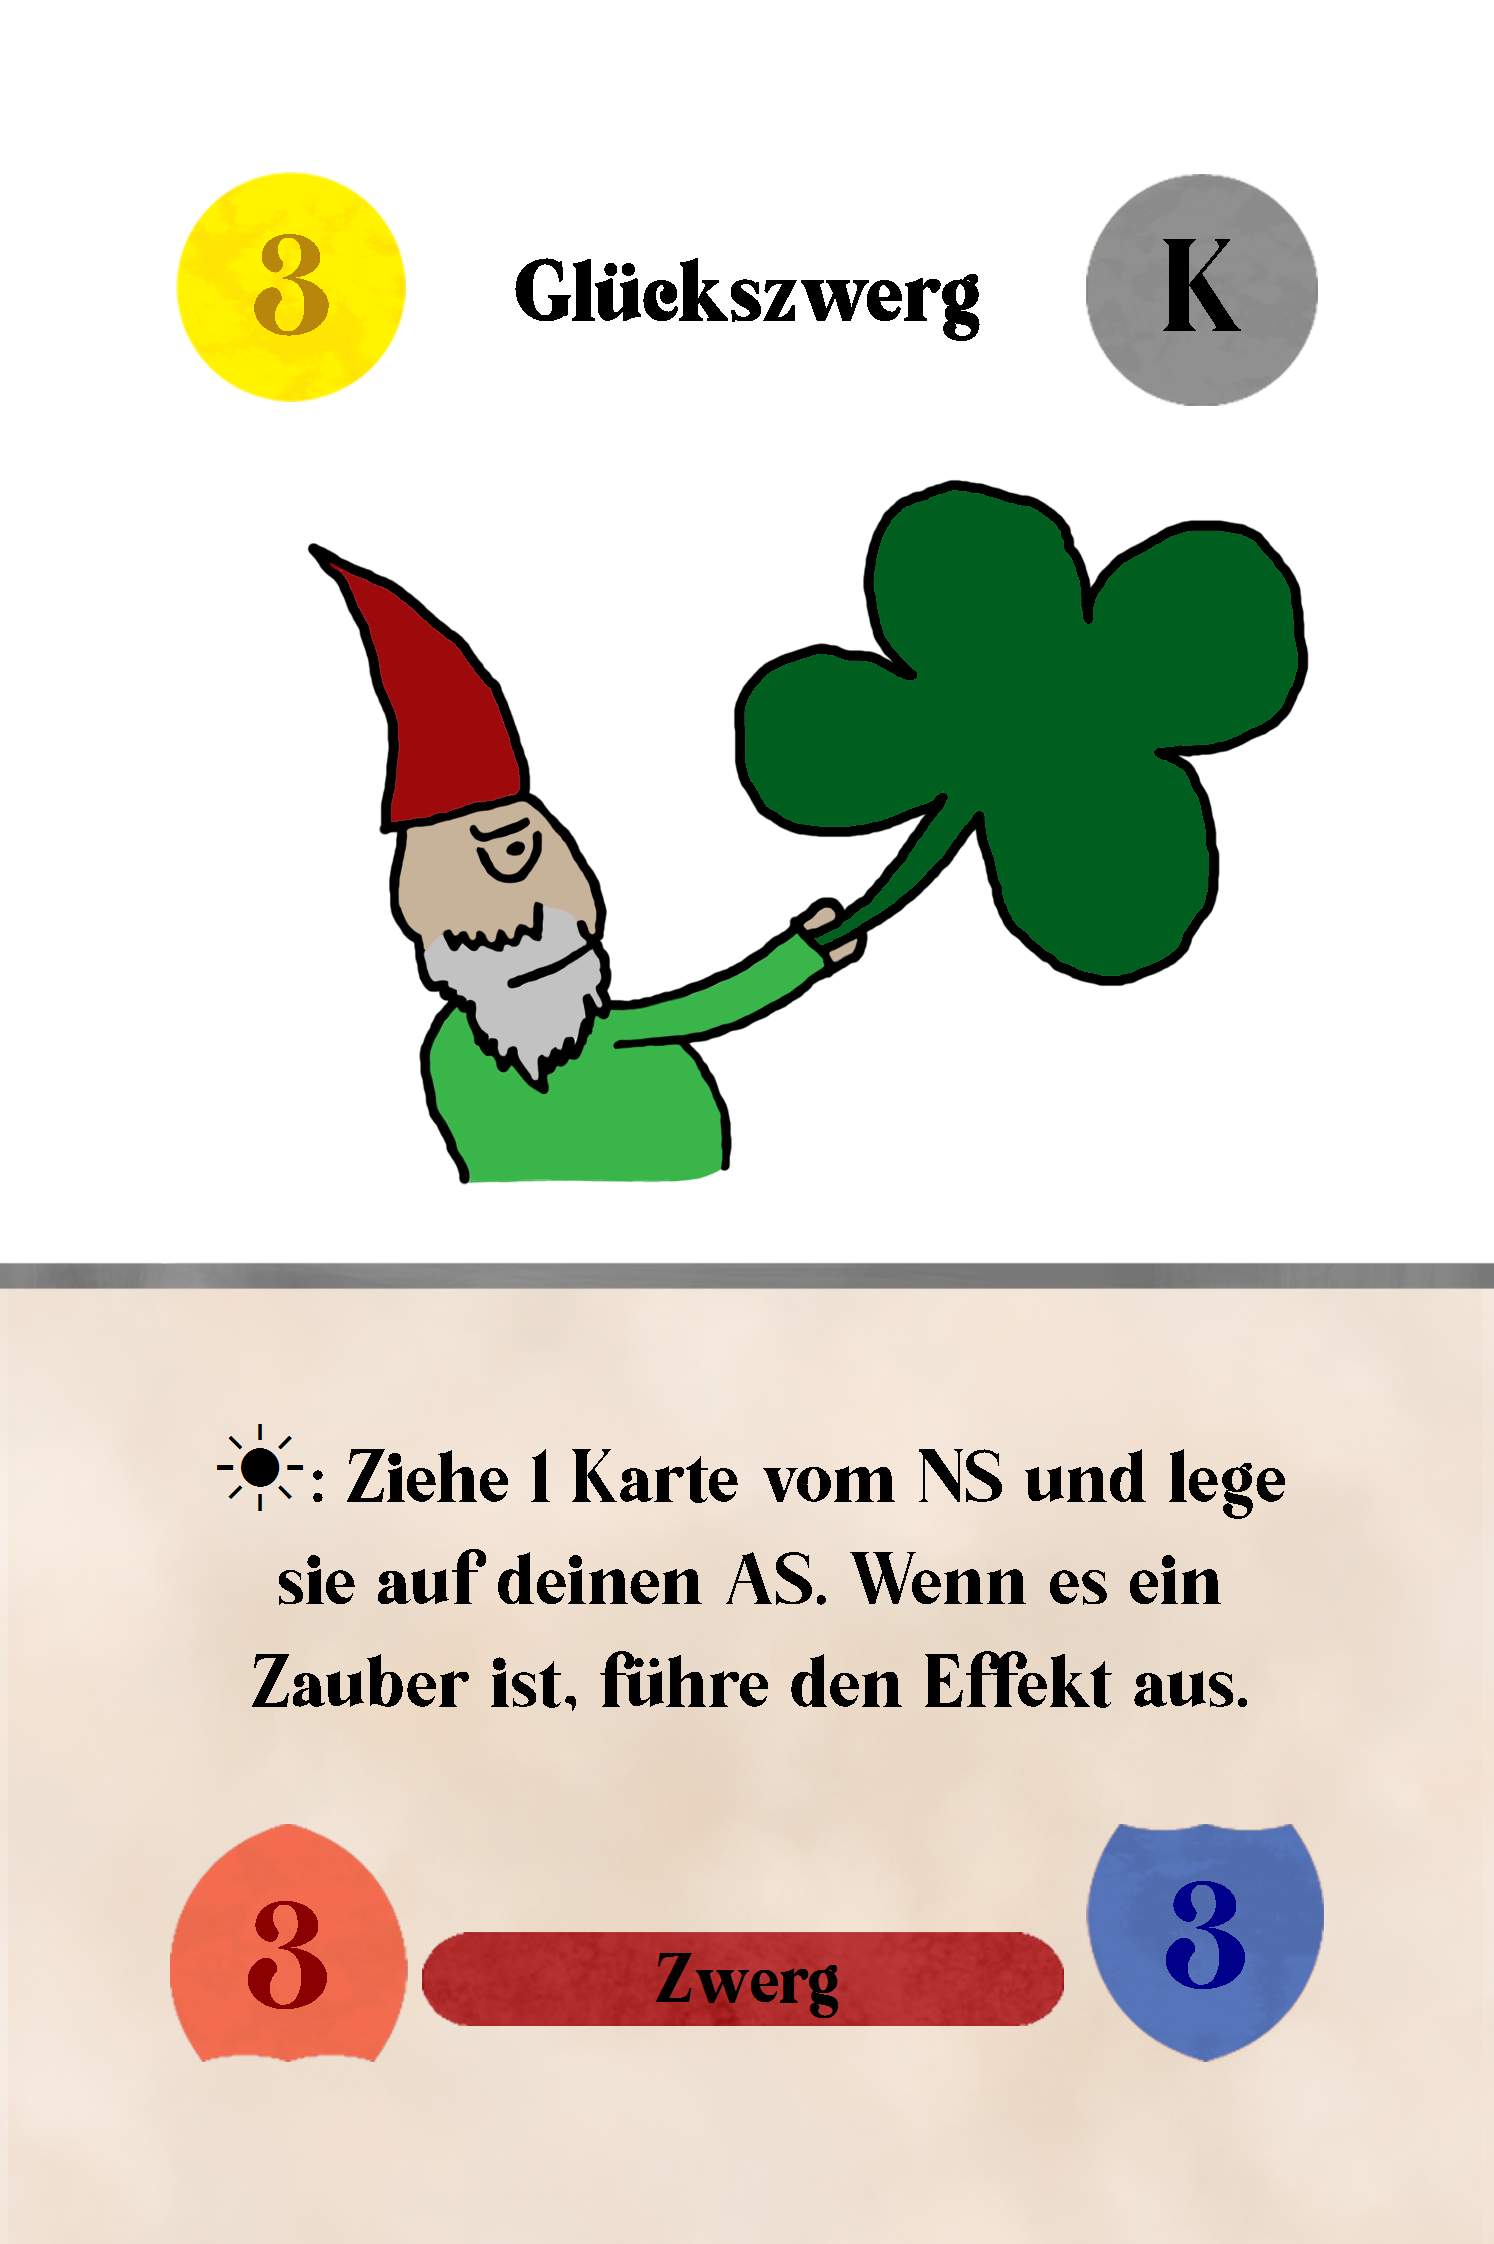 3
Glückszwerg
K
☀: Ziehe 1 Karte vom NS und lege
sie auf deinen AS. Wenn es ein
Zauber ist, führe den Effekt aus.
3
Zwerg
3